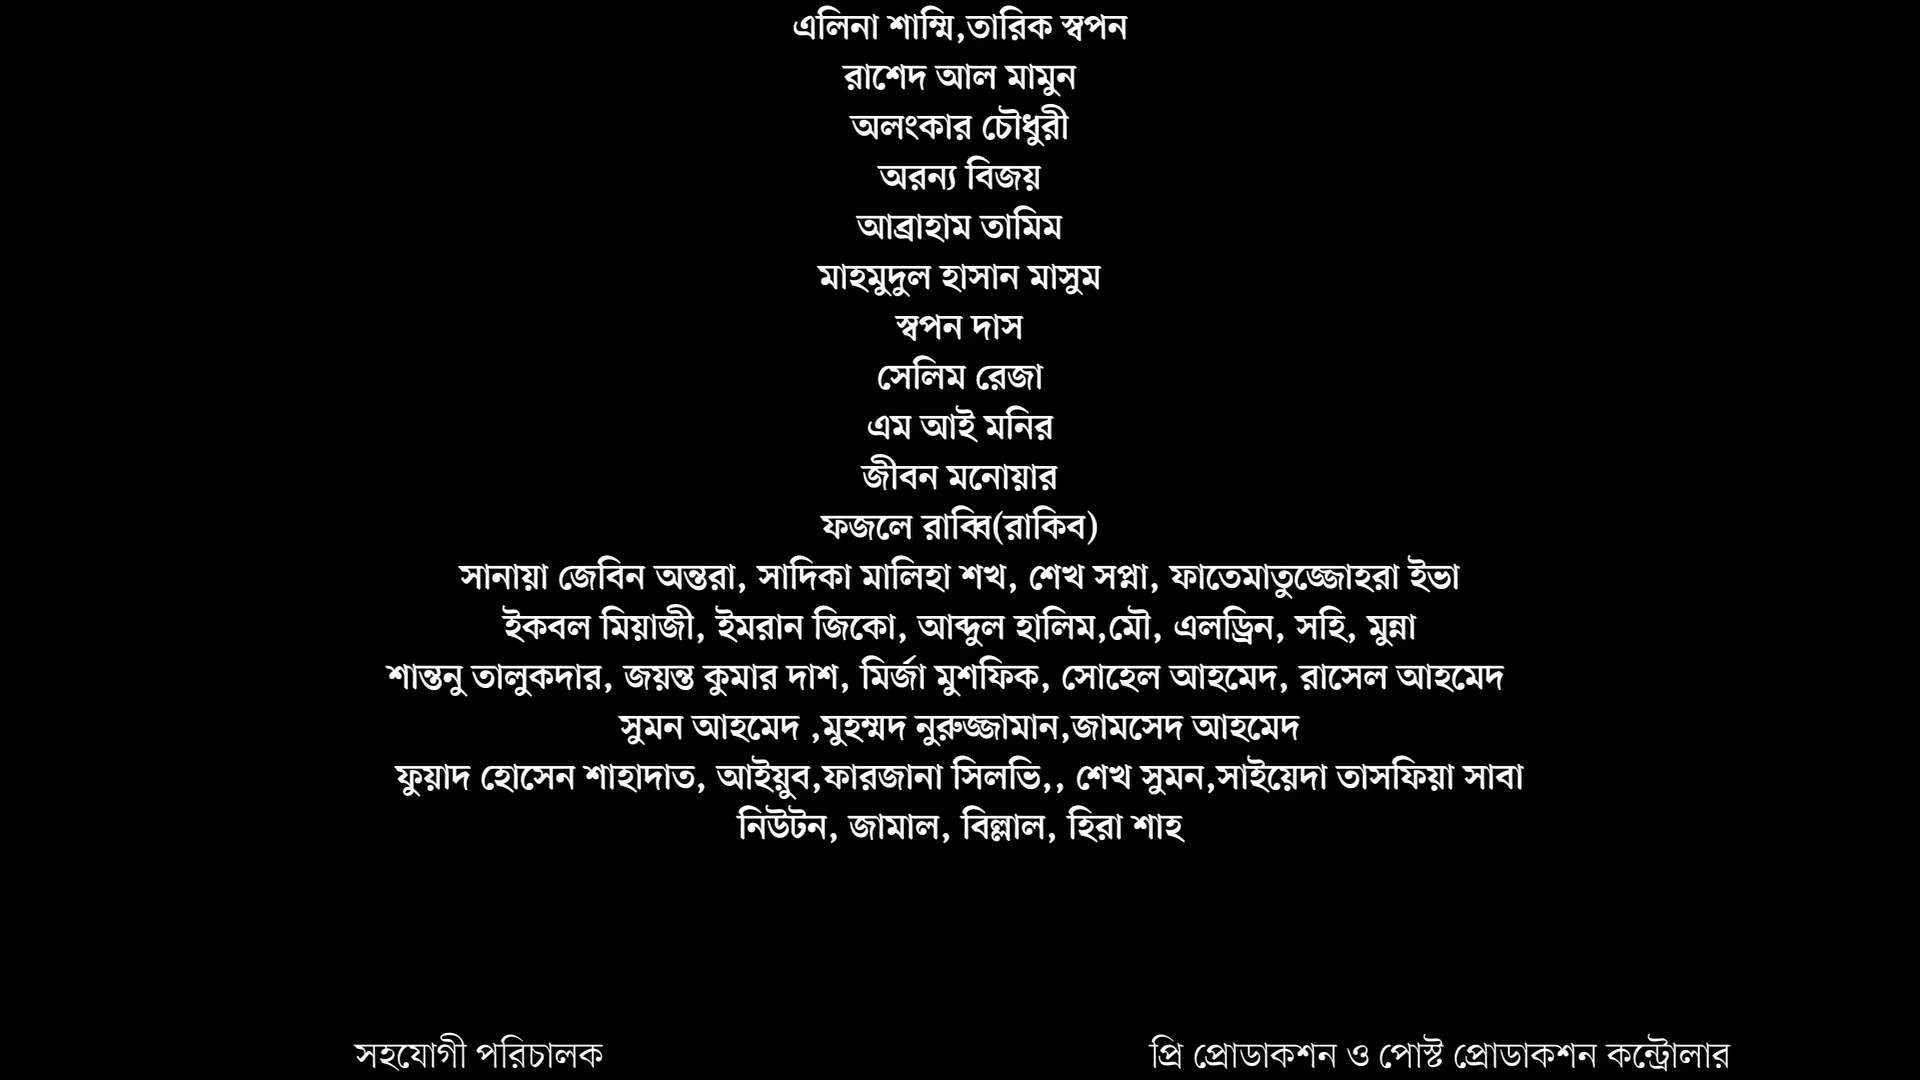 এলিনা শাম্মি,তারিক স্বপন
রাশেদ আল মামুন
অলংকার চৌধুরী
অরন্য বিজয়
আব্রাহাম তামিম
মাহমুদুল হাসান মাসুম
স্বপন দাস
সেলিম রেজা
এম আই মনির
জীবন মনোয়ার
ফজলে রাব্বি(রাকিব)
সানায়া জেবিন অন্তরা, সাদিকা মালিহা শখ, শেখ সপ্না, ফাতেমাতুজ্জোহরা ইভা
ইকবল মিয়াজী, ইমরান জিকো, আব্দুল হালিম,মৌ, এলড্রিন, সহি, মুন্না
শান্তনু তালুকদার, জয়ন্ত কুমার দাশ, মির্জা মুশফিক, সোহেল আহমেদ, রাসেল আহমেদ
সুমন আহমেদ ,মুহম্মদ নুরুজ্জামান,জামসেদ আহমেদ
ফুয়াদ হোসেন শাহাদাত, আইয়ুব,ফারজানা সিলভি,, শেখ সুমন,সাইয়েদা তাসফিয়া সাবা
নিউটন, জামাল, বিল্লাল, হিরা শাহ
সহযোগী পরিচালক
প্রি প্রোডাকশন ও পোস্ট প্রোডাকশন কন্ট্রোলার